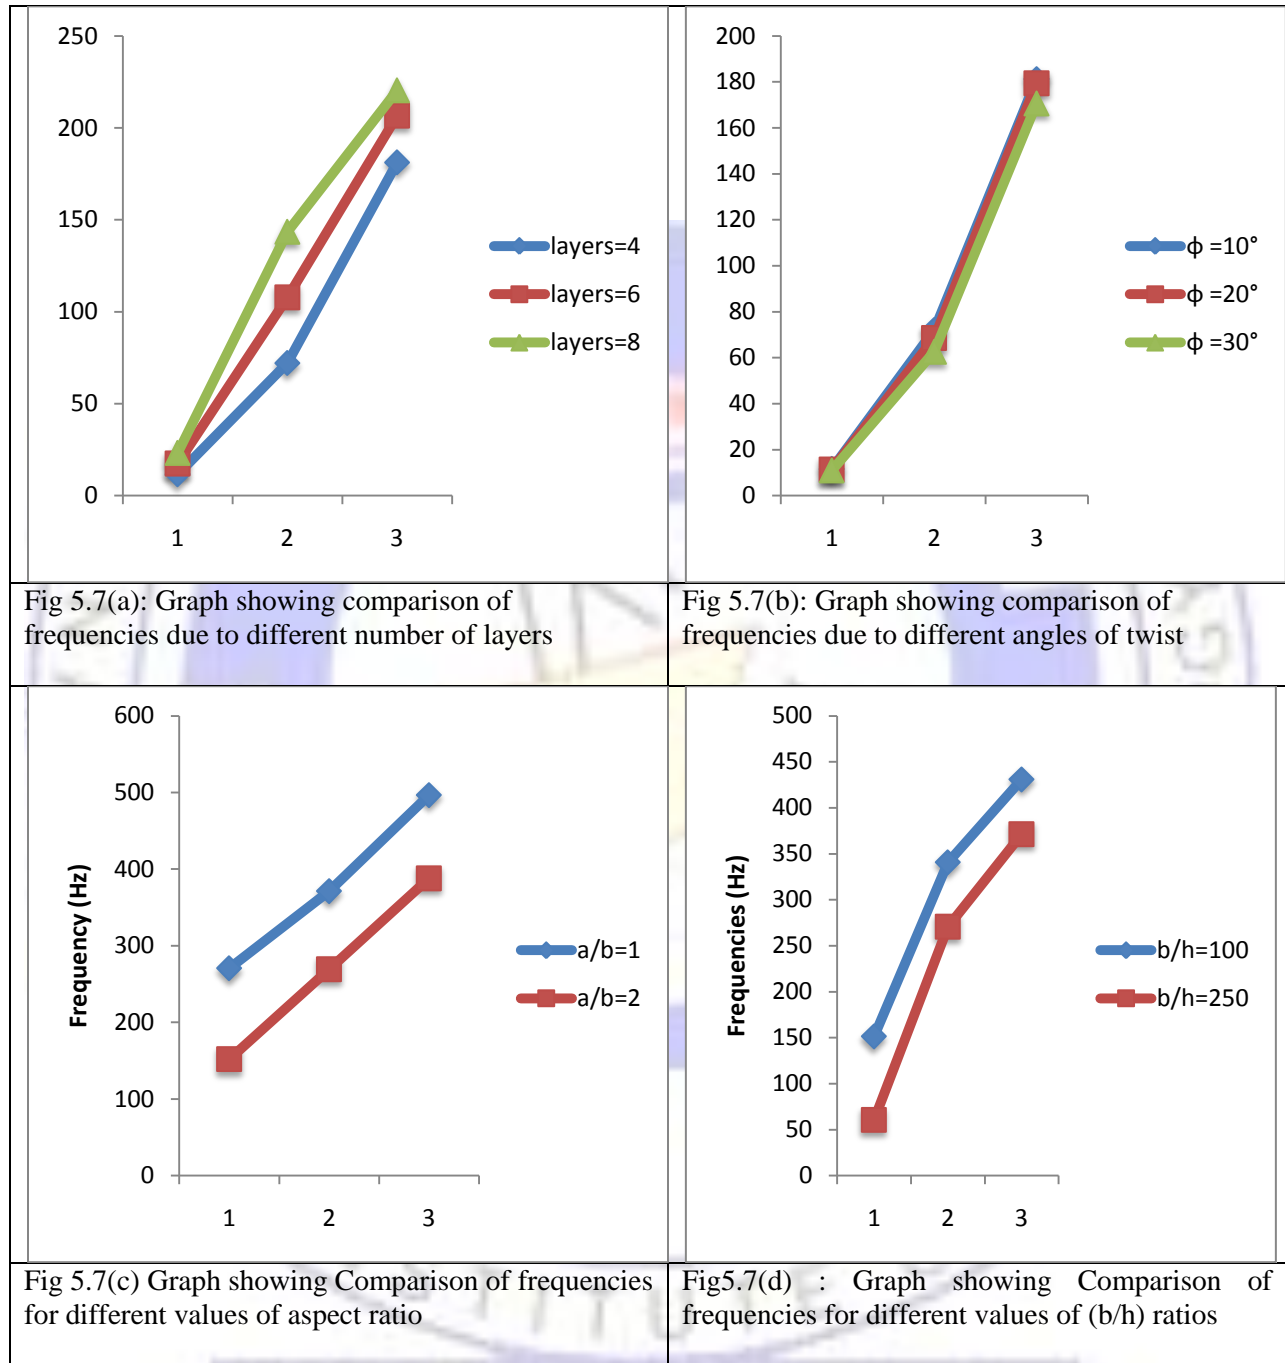 250
200
150
100
50
0
1 2 3
layers=4
layers=6
layers=8
200
180
160
140
120
100
80
60
40
20
0
1 2 3
ϕ =10°
ϕ =20°
ϕ =30°
Fig 5.7(a): Graph showing comparison of
frequencies due to different number of layers
Fig 5.7(b): Graph showing comparison of
frequencies due to different angles of twist
600
500
400
300
200
100
0
Frequency (Hz)
1 2 3
a/b=1
a/b=2
500
450
400
350
300
250
200
150
100
50
0
Frequencies (Hz)
1 2 3
b/h=100
b/h=250
Fig 5.7(c) Graph showing Comparison of frequencies
for different values of aspect ratio
Fig5.7(d) : Graph showing Comparison of
frequencies for different values of (b/h) ratios